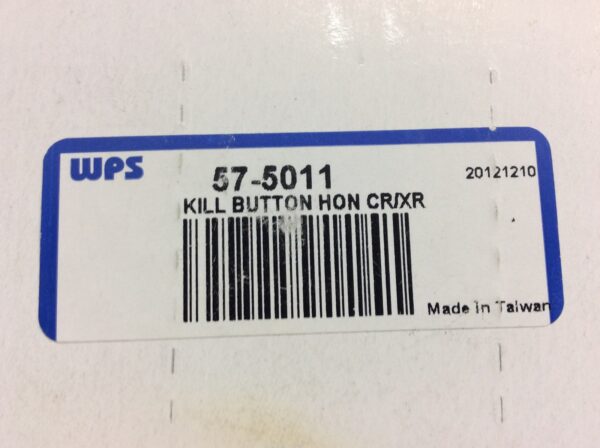 WPS
57-5011
20121210
KILL BUTTON HON CR/XR
Made In Taiwan